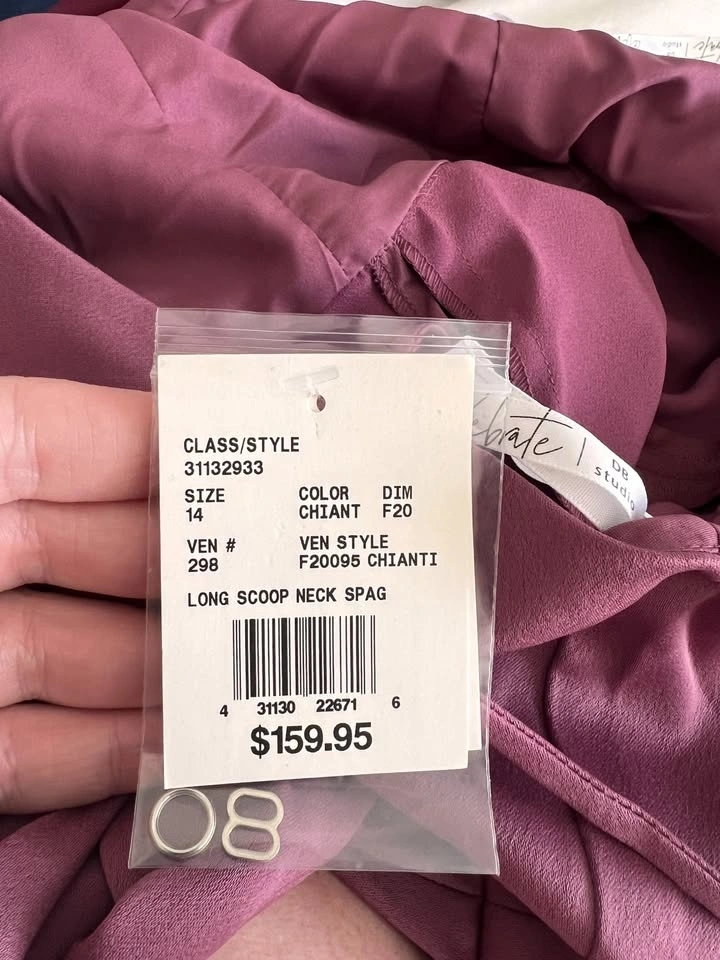 CLASS/STYLE
31132933
SIZE COLOR DIM
14 CHIANT F20
VEN # VEN STYLE
298 F20095 CHIANTI
LONG SCOOP NECK SPAG
4 31130 22671 6
$159.95
ebrate |
DB
studio